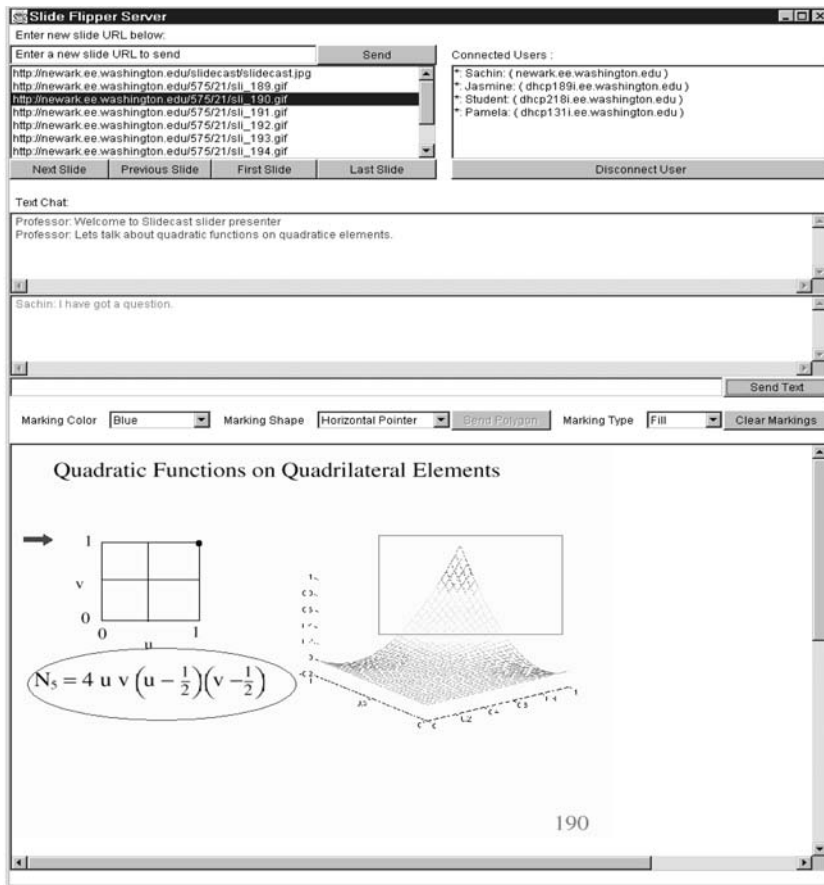 Slide Flipper Server
Enter new slide URL below:
Enter a new slide URL to send
Send
Connected Users :
http://newark.ee.washington.edu/slidecast/slidecast.jpg
http://newark.ee.washington.edu/575/21/sli_189.gif
http://newark.ee.washington.edu/575/21/sli_190.gif
http://newark.ee.washington.edu/575/21/sli_191.gif
http://newark.ee.washington.edu/575/21/sli_192.gif
http://newark.ee.washington.edu/575/21/sli_193.gif
http://newark.ee.washington.edu/575/21/sli_194.gif
*: Sachin: ( newark.ee.washington.edu )
*: Jasmine: ( dhcp189i.ee.washington.edu )
*: Student: ( dhcp218i.ee.washington.edu )
*: Pamela: ( dhcp131i.ee.washington.edu )
Next Slide Previous Slide First Slide Last Slide
Disconnect User
Text Chat:
Professor: Welcome to Slidecast slider presenter
Professor: Lets talk about quadratic functions on quadratice elements.
Sachin: I have got a question.
Send Text
Marking Color Blue Marking Shape Horizontal Pointer Send Polygon Marking Type Fill Clear Markings
Quadratic Functions on Quadrilateral Elements
1
v
0
0 1
u
N₅ = 4 u v (u − 1/2)(v − 1/2)
190